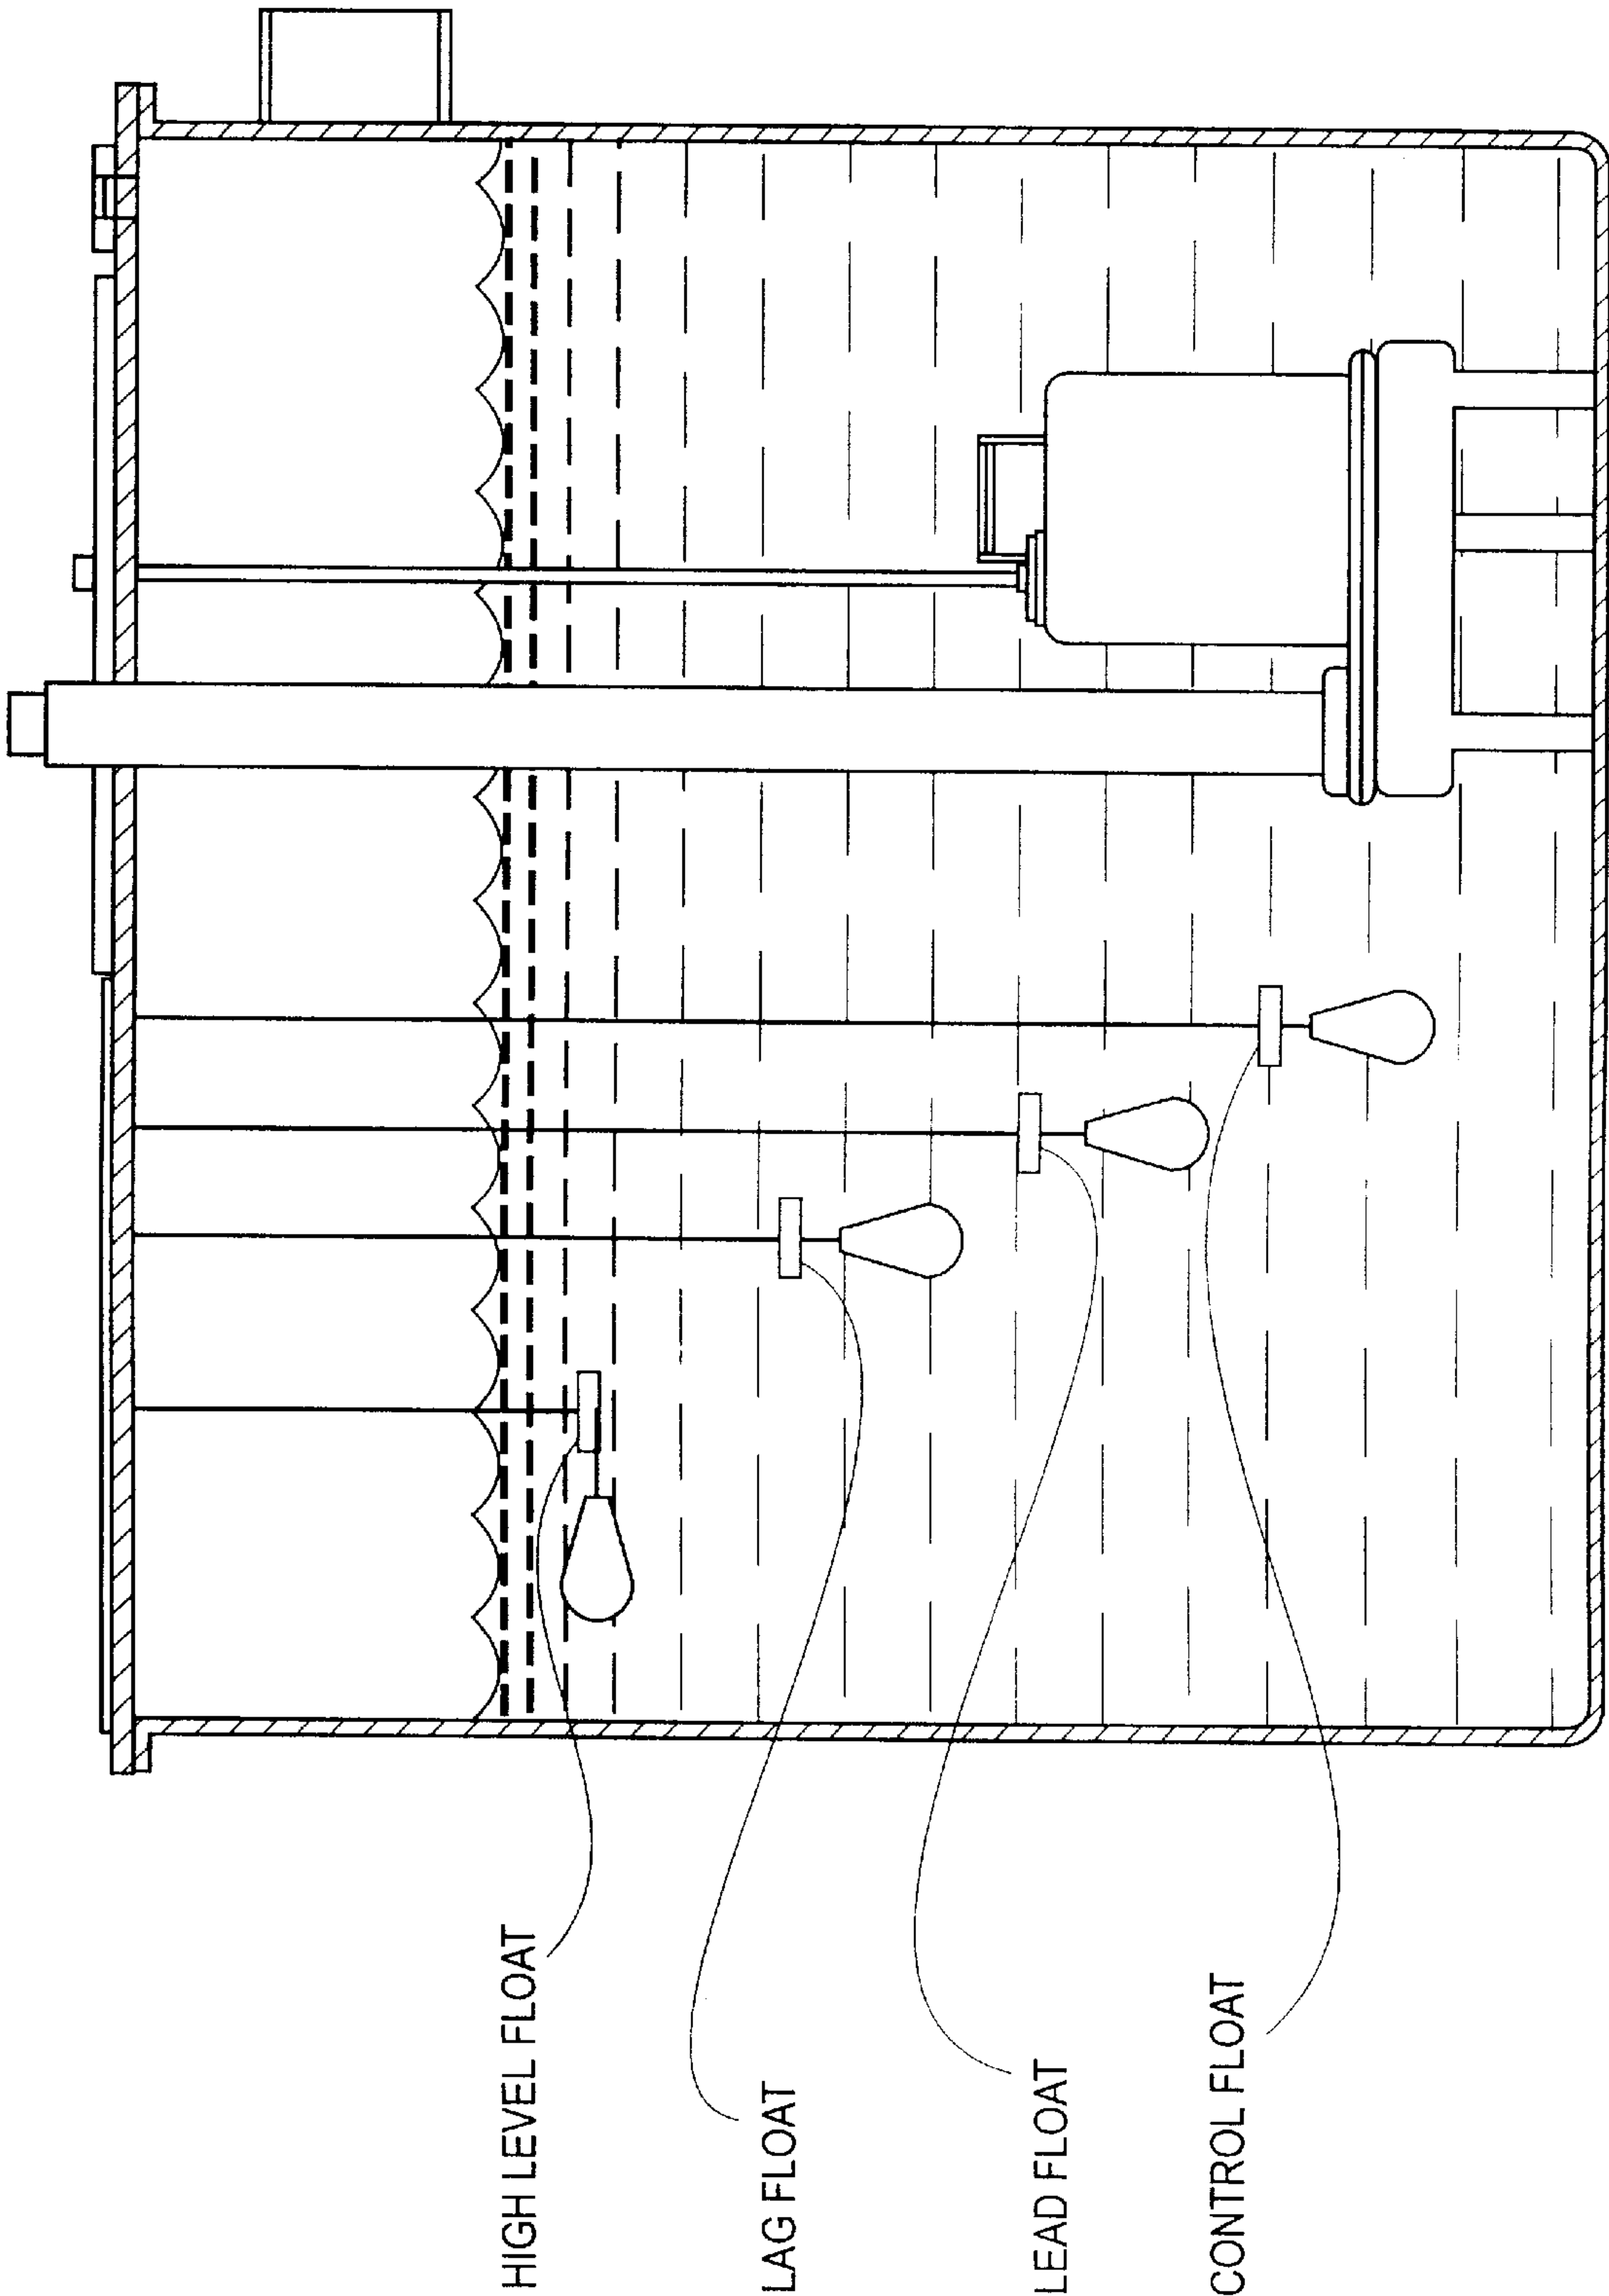 HIGH LEVEL FLOAT
LAG FLOAT
LEAD FLOAT
CONTROL FLOAT